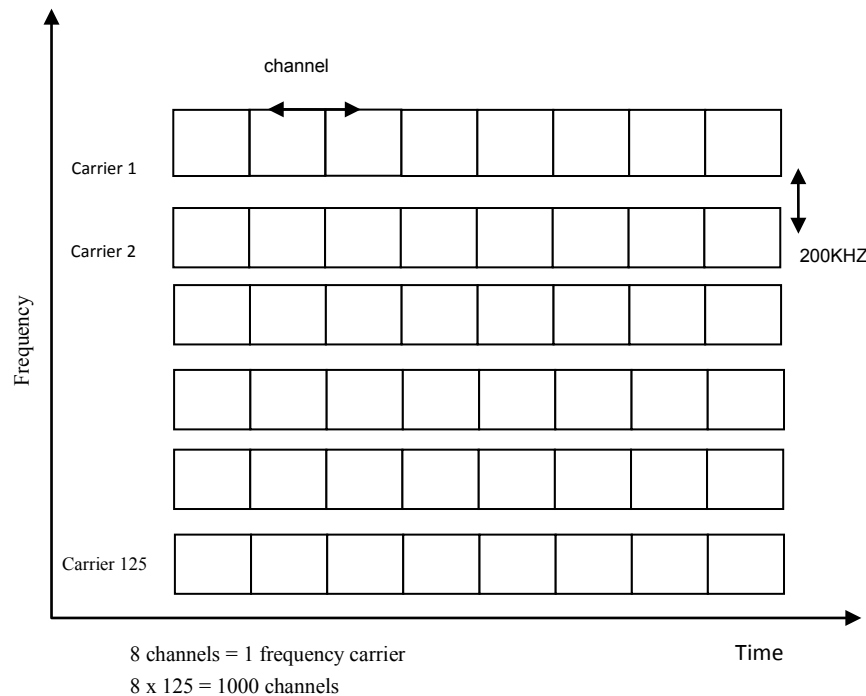 channel
Carrier 1
Carrier 2
200KHZ
Frequency
Carrier 125
Time
8 channels = 1 frequency carrier
8 x 125 = 1000 channels